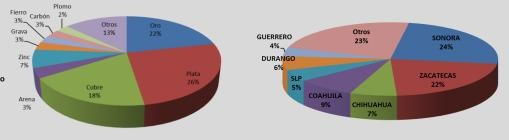 Oro
22%
Plata
26%
Cobre
18%
Arena
3%
Zinc
7%
Grava
3%
Carbón
3%
Fierro
3%
Plomo
2%
Otros
13%
o
SONORA
24%
ZACATECAS
22%
CHIHUAHUA
7%
COAHUILA
9%
SLP
5%
DURANGO
6%
GUERRERO
4%
Otros
23%